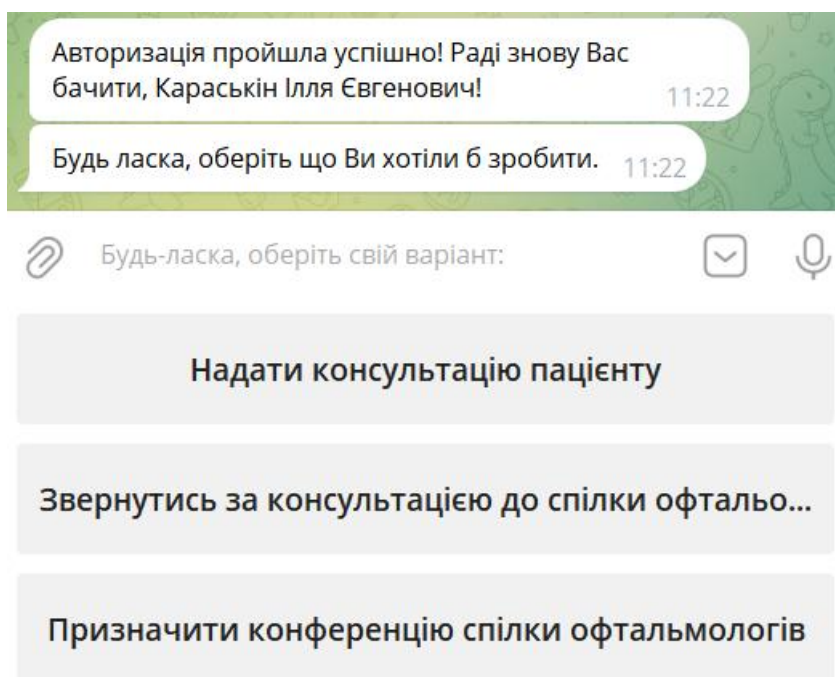 Авторизація пройшла успішно! Раді знову Вас
бачити, Караськін Ілля Євгенович!
11:22
Будь ласка, оберіть що Ви хотіли б зробити.
11:22
Будь-ласка, оберіть свій варіант:
Надати консультацію пацієнту
Звернутись за консультацією до спілки офтальо...
Призначити конференцію спілки офтальмологів